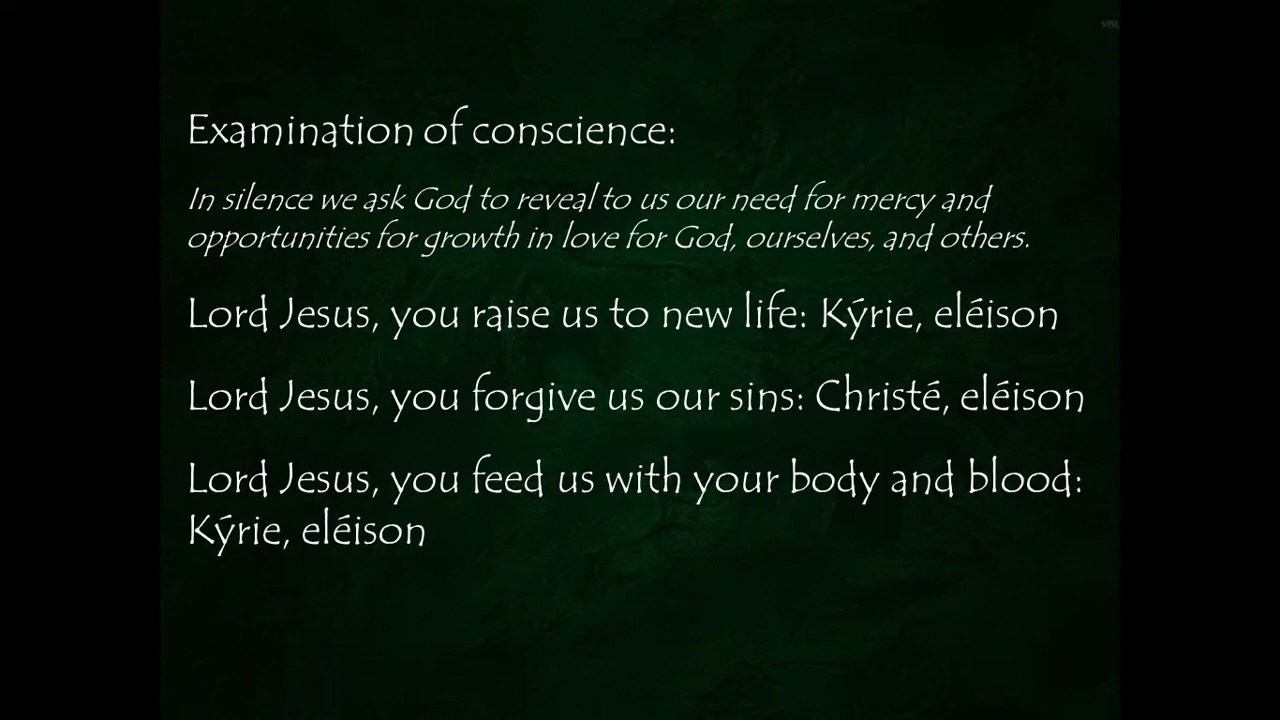 Examination of conscience:
In silence we ask God to reveal to us our need for mercy and
opportunities for growth in love for God, ourselves, and others.
Lord Jesus, you raise us to new life: Kýrie, eléison
Lord Jesus, you forgive us our sins: Christé, eléison
Lord Jesus, you feed us with your body and blood:
Kýrie, eléison